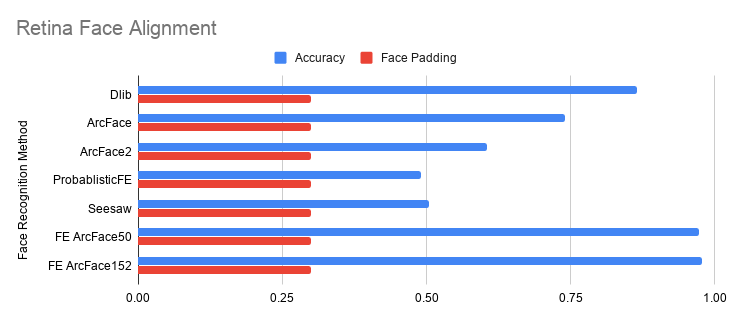 Retina Face Alignment
Accuracy Face Padding
Face Recognition Method
Dlib
ArcFace
ArcFace2
ProbablisticFE
Seesaw
FE ArcFace50
FE ArcFace152
0.00 0.25 0.50 0.75 1.00